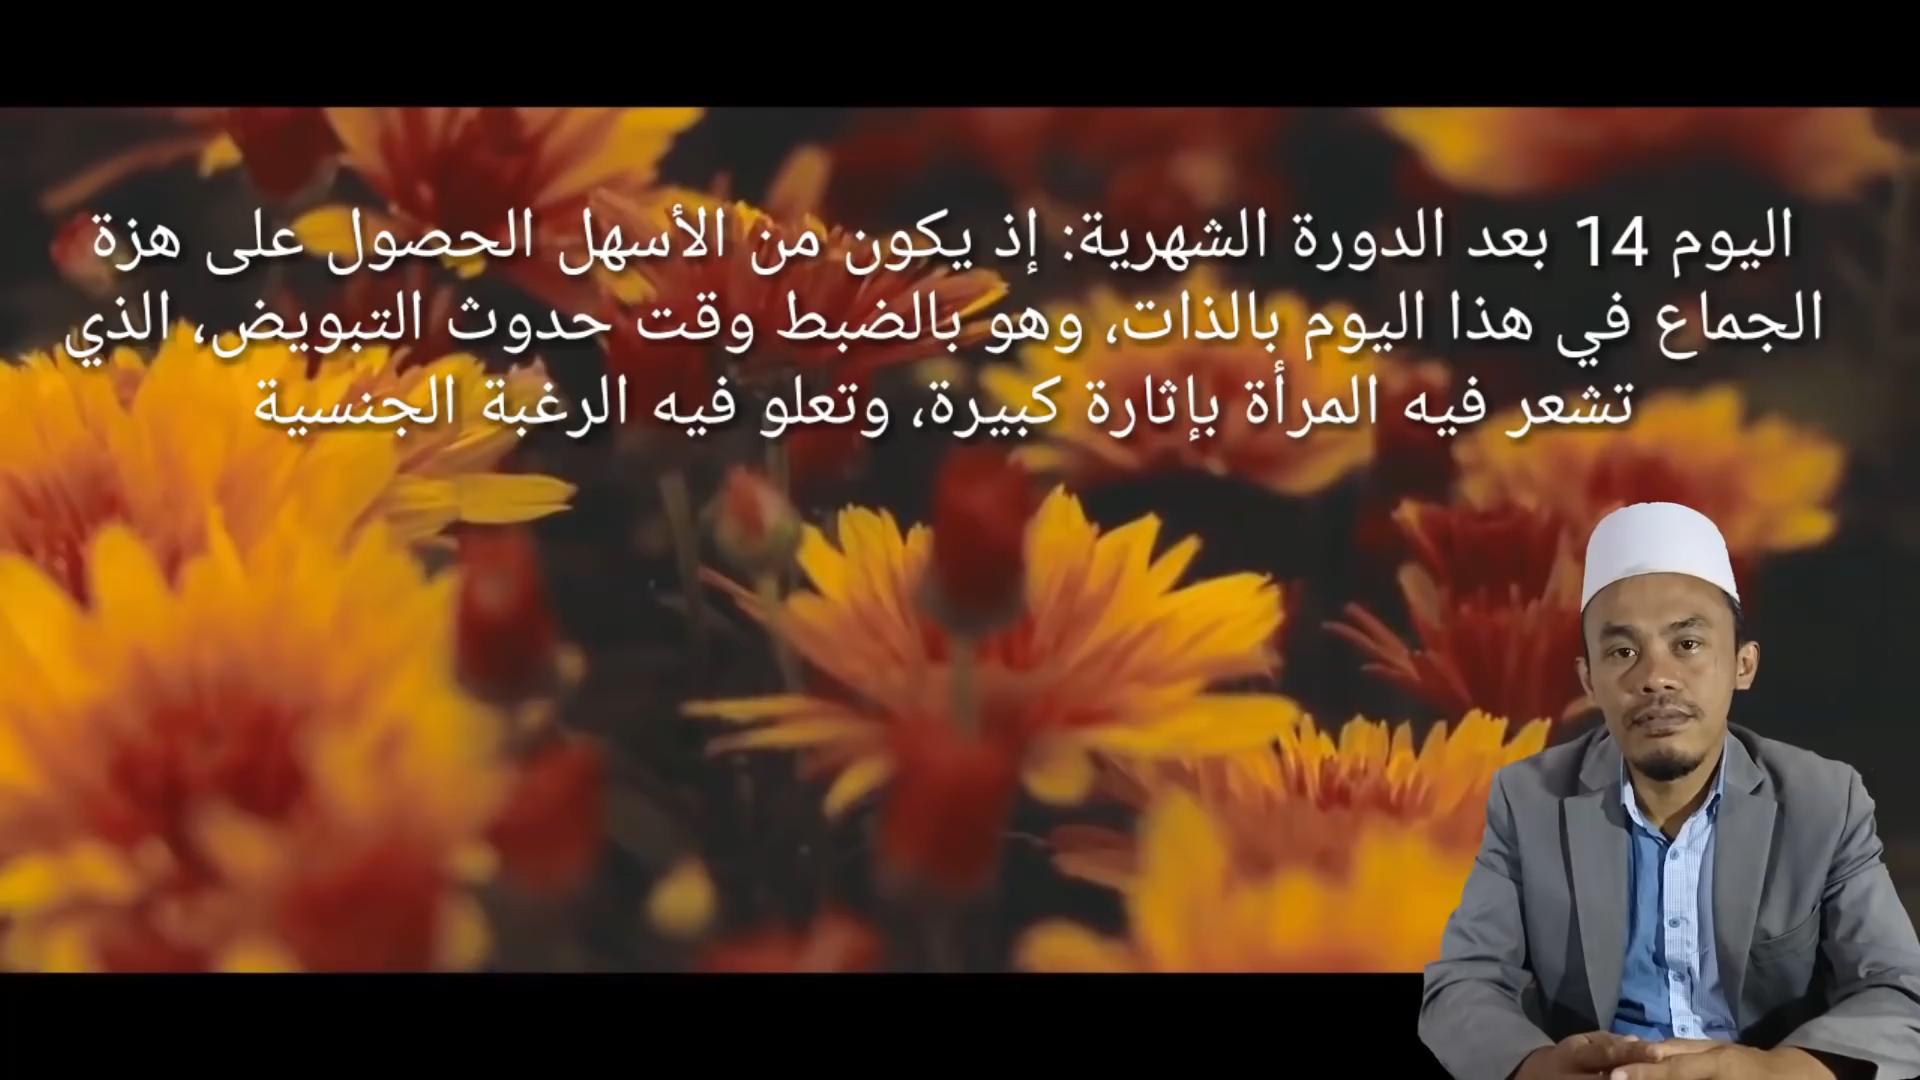 اليوم 14 بعد الدورة الشهرية: إذ يكون من الأسهل الحصول على هزة
الجماع في هذا اليوم بالذات، وهو بالضبط وقت حدوث التبويض، الذي
تشعر فيه المرأة بإثارة كبيرة، وتعلو فيه الرغبة الجنسية